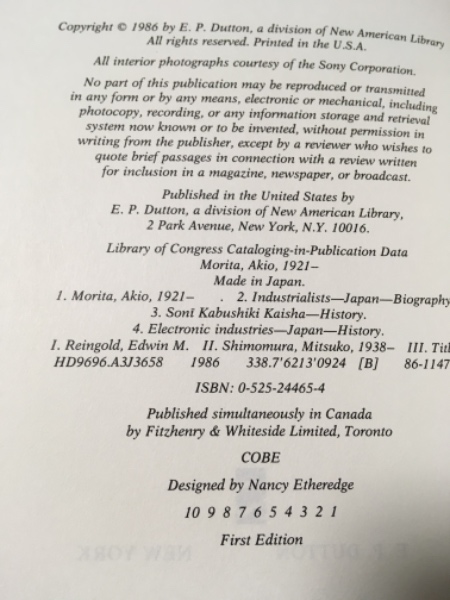 Copyright © 1986 by E. P. Dutton, a division of New American Library
All rights reserved. Printed in the U.S.A.
All interior photographs courtesy of the Sony Corporation.
No part of this publication may be reproduced or transmitted
in any form or by any means, electronic or mechanical, including
photocopy, recording, or any information storage and retrieval
system now known or to be invented, without permission in
writing from the publisher, except by a reviewer who wishes to
quote brief passages in connection with a review written
for inclusion in a magazine, newspaper, or broadcast.
Published in the United States by
E. P. Dutton, a division of New American Library,
2 Park Avenue, New York, N.Y. 10016.
Library of Congress Cataloging-in-Publication Data
Morita, Akio, 1921–
Made in Japan.
1. Morita, Akio, 1921– . 2. Industrialists—Japan—Biography
3. Sonī Kabushiki Kaisha—History.
4. Electronic industries—Japan—History.
I. Reingold, Edwin M. II. Shimomura, Mitsuko, 1938– III. Titl
HD9696.A3J3658 1986 338.7'6213'0924 [B] 86-1147
ISBN: 0-525-24465-4
Published simultaneously in Canada
by Fitzhenry & Whiteside Limited, Toronto
COBE
Designed by Nancy Etheredge
10 9 8 7 6 5 4 3 2 1
First Edition